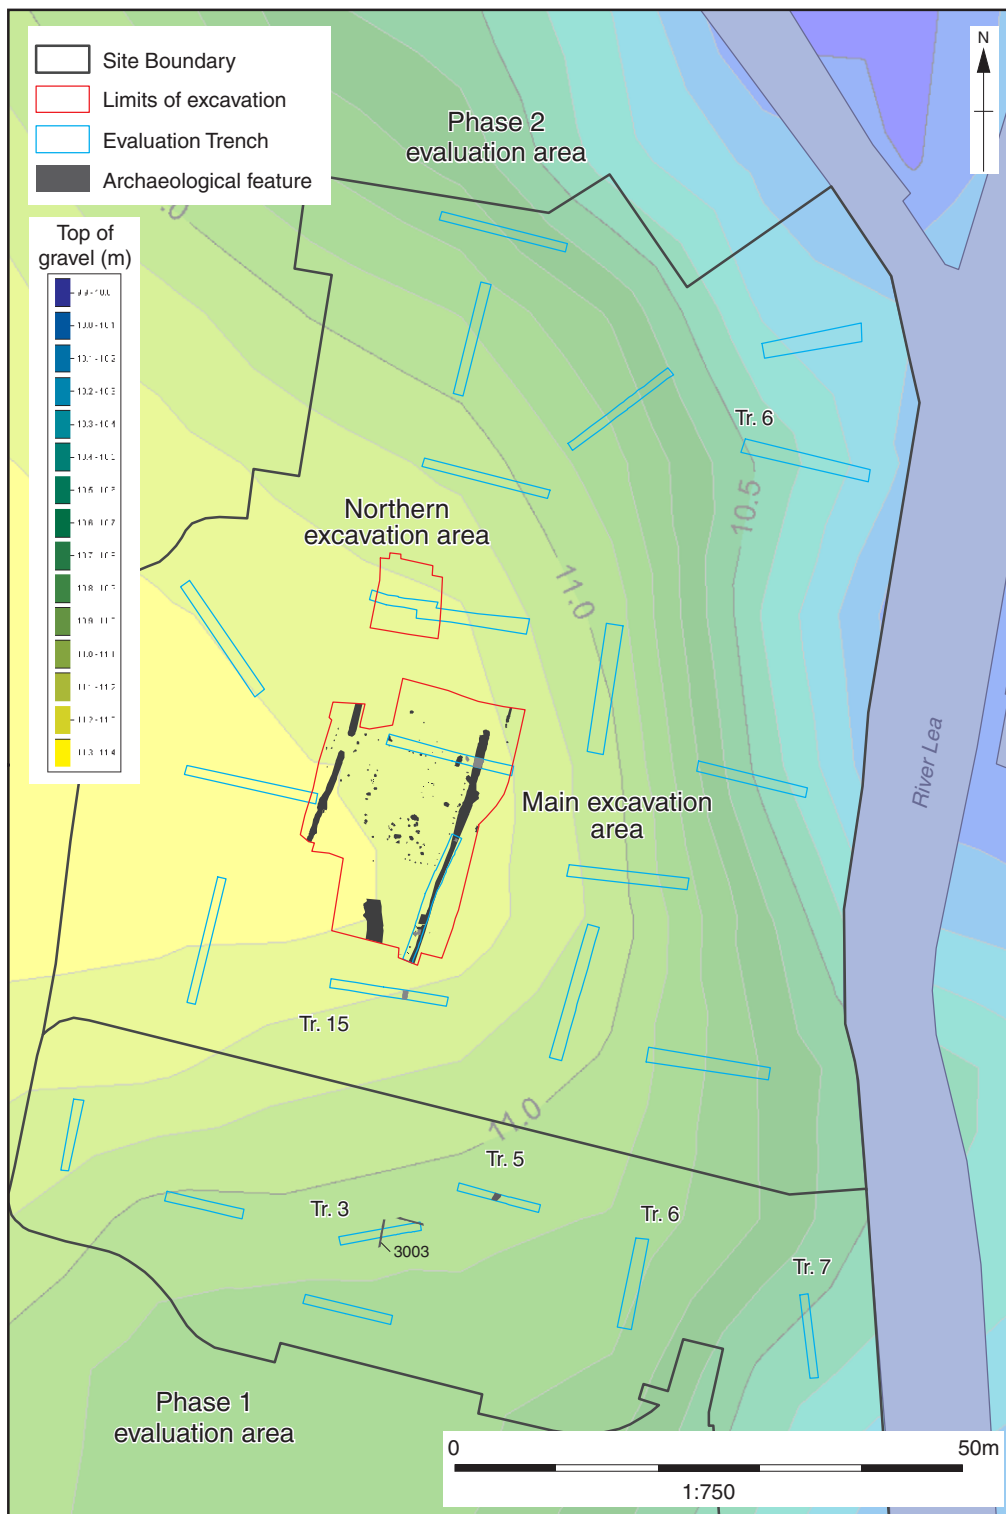 Site Boundary
Limits of excavation
Evaluation Trench
Archaeological feature
N
Phase 2
evaluation area
.0
Top of
gravel (m)
Tr. 6
10.5
Northern
excavation area
11.0
River Lea
Main excavation
area
Tr. 15
11.0
Tr. 5
Tr. 3
3003
Tr. 6
Tr. 7
Phase 1
evaluation area
0
50m
1:750